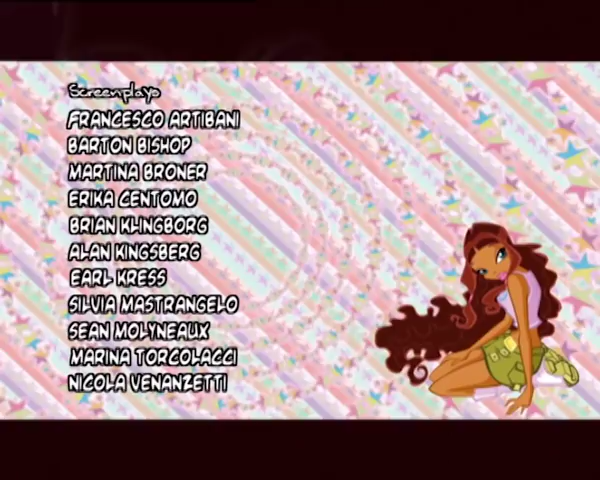 Screenplays
FRANCESCO ARTIBANI
BARTON BISHOP
MARTINA BRONER
ERIKA CENTOMO
BRIAN KLINGBORG
ALAN KINGSBERG
EARL KRESS
SILVIA MASTRANGELO
SEAN MOLYNEAUX
MARINA TORCOLACCI
NICOLA VENANZETTI